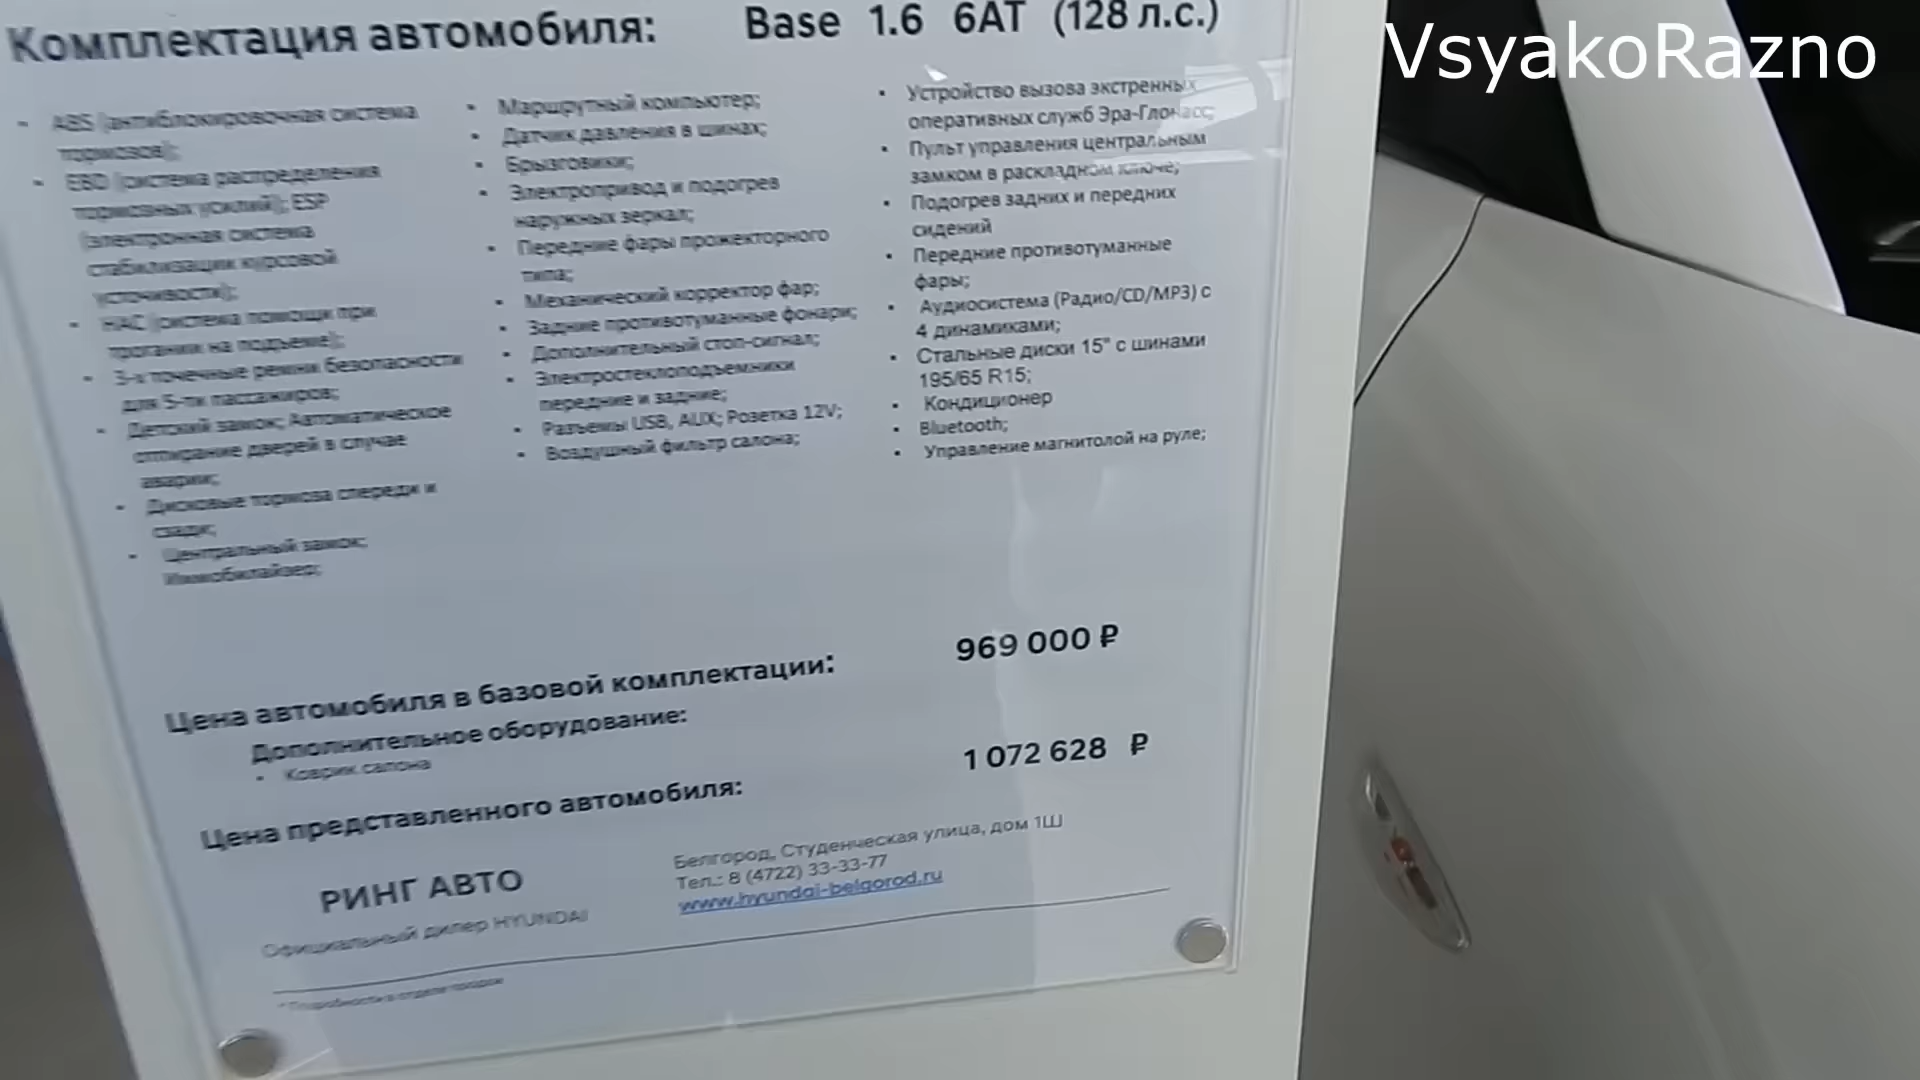 VsyakoRazno
Комплектация автомобиля: Base 1.6 6AT (128 л.с.)
• ABS (антиблокировочная система
тормозов);
• EBD (система распределения
тормозных усилий); ESP
(электронная система
стабилизации курсовой
усточивости);
• HAC (система помощи при
трогании на подъеме);
• 3-х точечные ремни безопасности
для 5-ти пассажиров;
• Детский замок; Автоматическое
отпирание дверей в случае
аварии;
• Дисковые тормоза спереди и
сзади;
• Центральный замок;
Иммобилайзер;
• Маршрутный компьютер;
• Датчик давления в шинах;
• Брызговики;
• Электропривод и подогрев
наружных зеркал;
• Передние фары прожекторного
типа;
• Механический корректор фар;
• Задние противотуманные фонари;
• Дополнительный стоп-сигнал;
• Электростеклоподъемники
передние и задние;
• Разъемы USB, AUX; Розетка 12V;
• Воздушный фильтр салона;
• Устройство вызова экстренных
оперативных служб Эра-Глонасс;
• Пульт управления центральным
замком в раскладном ключе;
• Подогрев задних и передних
сидений
• Передние противотуманные
фары;
• Аудиосистема (Радио/CD/MP3) с
4 динамиками;
• Стальные диски 15" с шинами
195/65 R15;
• Кондиционер
• Bluetooth;
• Управление магнитолой на руле;
Цена автомобиля в базовой комплектации: 969 000 ₽
Дополнительное оборудование:
• Коврик салона
Цена представленного автомобиля: 1 072 628 ₽
РИНГ АВТО
Официальный дилер HYUNDAI
Белгород, Студенческая улица, дом 1Ш
Тел.: 8 (4722) 33-33-77
www.hyundai-belgorod.ru
* Подробности в отделе продаж